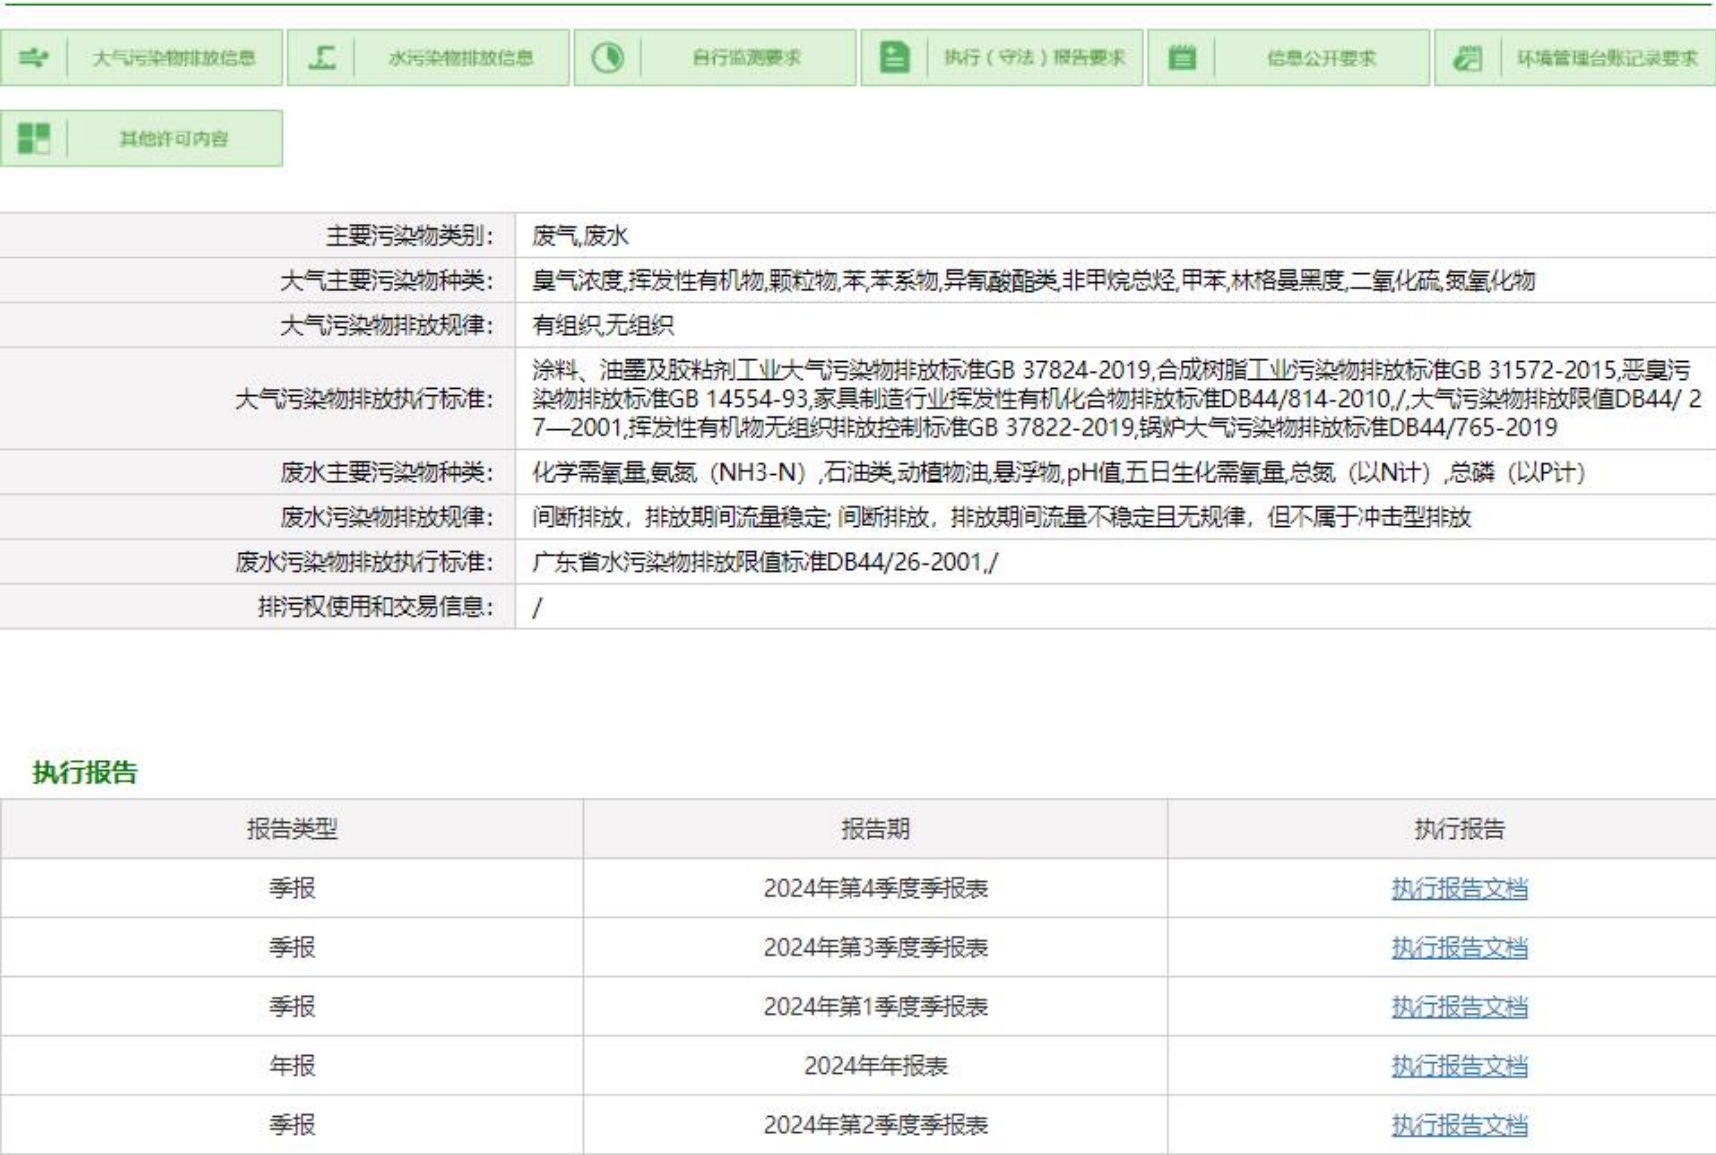 大气污染物排放信息
水污染物排放信息
自行监测要求
执行（守法）报告要求
信息公开要求
环境管理台账记录要求
其他许可内容
主要污染物类别：
废气,废水
大气主要污染物种类：
臭气浓度,挥发性有机物,颗粒物,苯,苯系物,异氰酸酯类,非甲烷总烃,甲苯,林格曼黑度,二氧化硫,氮氧化物
大气污染物排放规律：
有组织,无组织
大气污染物排放执行标准：
涂料、油墨及胶粘剂工业大气污染物排放标准GB 37824-2019,合成树脂工业污染物排放标准GB 31572-2015,恶臭污
染物排放标准GB 14554-93,家具制造行业挥发性有机化合物排放标准DB44/814-2010,/,大气污染物排放限值DB44/ 2
7—2001,挥发性有机物无组织排放控制标准GB 37822-2019,锅炉大气污染物排放标准DB44/765-2019
废水主要污染物种类：
化学需氧量,氨氮（NH3-N）,石油类,动植物油,悬浮物,pH值,五日生化需氧量,总氮（以N计）,总磷（以P计）
废水污染物排放规律：
间断排放，排放期间流量稳定; 间断排放，排放期间流量不稳定且无规律，但不属于冲击型排放
废水污染物排放执行标准：
广东省水污染物排放限值标准DB44/26-2001,/
排污权使用和交易信息：
/
执行报告
报告类型
报告期
执行报告
季报
2024年第4季度季报表
执行报告文档
季报
2024年第3季度季报表
执行报告文档
季报
2024年第1季度季报表
执行报告文档
年报
2024年年报表
执行报告文档
季报
2024年第2季度季报表
执行报告文档